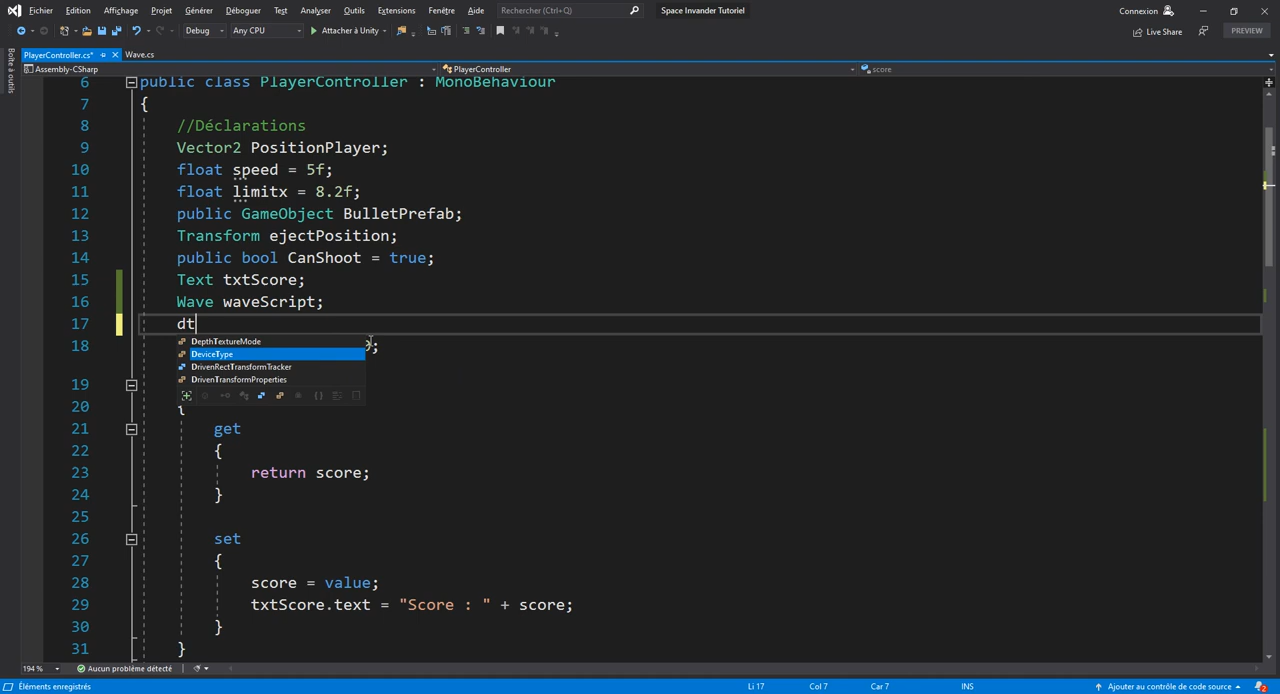 Fichier Edition Affichage Projet Générer Déboguer Test Analyser Outils Extensions Fenêtre Aide Rechercher (Ctrl+Q) Space Invander Tutoriel Connexion
Debug Any CPU Attacher à Unity Live Share PREVIEW
Boîte à outils
PlayerController.cs* Wave.cs
Assembly-CSharp PlayerController score
6 public class PlayerController : MonoBehaviour
7 {
8 //Déclarations
9 Vector2 PositionPlayer;
10 float speed = 5f;
11 float limitx = 8.2f;
12 public GameObject BulletPrefab;
13 Transform ejectPosition;
14 public bool CanShoot = true;
15 Text txtScore;
16 Wave waveScript;
17 dt
DepthTextureMode
18 ;
DeviceType
DrivenRectTransformTracker
DrivenTransformProperties
19
20 {
21 get
22 {
23 return score;
24 }
25
26 set
27 {
28 score = value;
29 txtScore.text = "Score : " + score;
30 }
31 }
194 % Aucun problème détecté
Éléments enregistrés Li 17 Col 7 Car 7 INS Ajouter au contrôle de code source 2